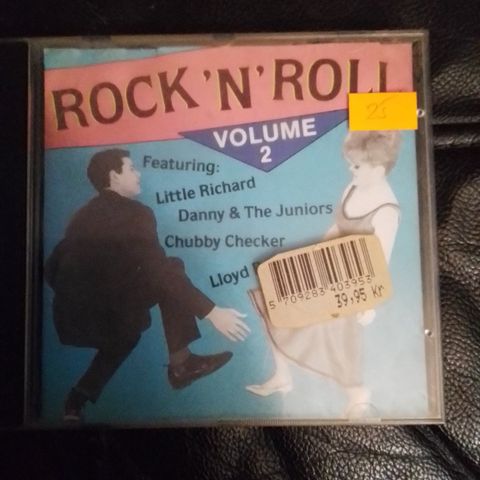 ROCK 'N' ROLL
25
VOLUME
2
Featuring:
Little Richard
Danny & The Juniors
Chubby Checker
Lloyd
5 709283 403953
39,95 Kr